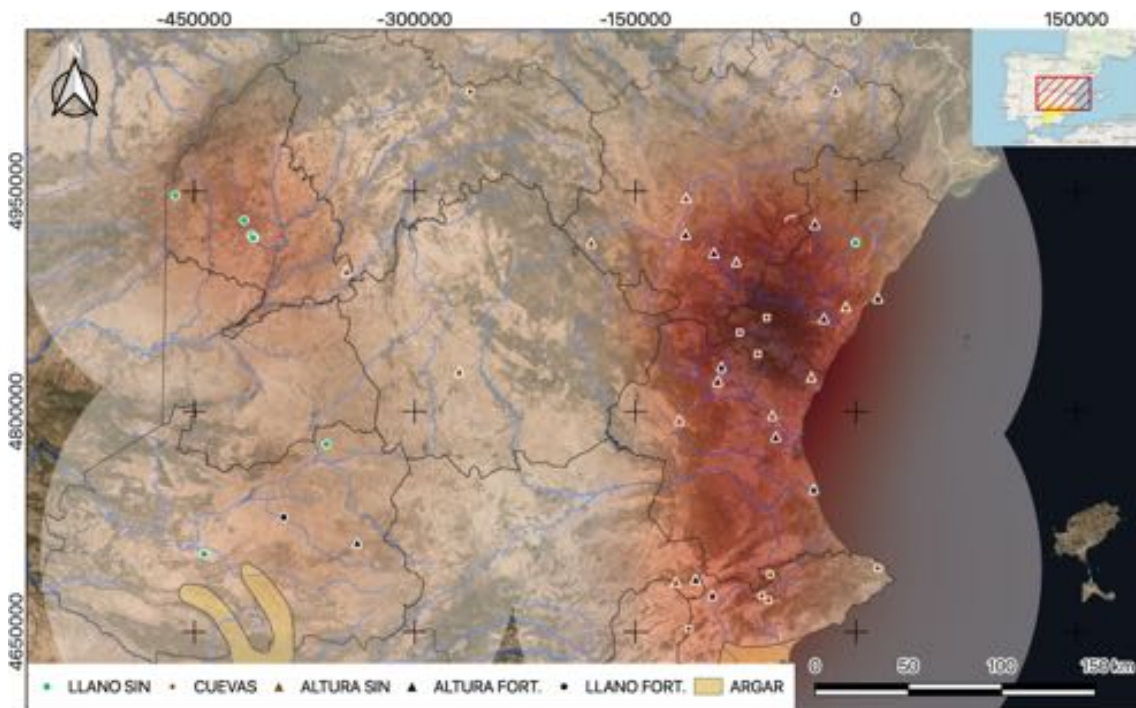 -450000 -300000 -150000 0 150000
N
4950000
4800000
4650000
0 50 100 150 km
LLANO SIN CUEVAS ALTURA SIN ALTURA FORT. LLANO FORT. ARGAR